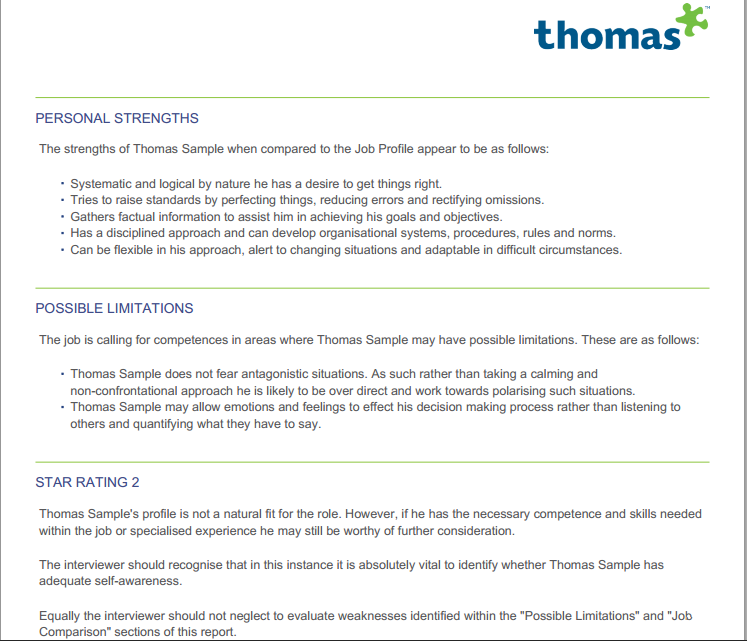 thomas™
PERSONAL STRENGTHS
The strengths of Thomas Sample when compared to the Job Profile appear to be as follows:
• Systematic and logical by nature he has a desire to get things right.
• Tries to raise standards by perfecting things, reducing errors and rectifying omissions.
• Gathers factual information to assist him in achieving his goals and objectives.
• Has a disciplined approach and can develop organisational systems, procedures, rules and norms.
• Can be flexible in his approach, alert to changing situations and adaptable in difficult circumstances.
POSSIBLE LIMITATIONS
The job is calling for competences in areas where Thomas Sample may have possible limitations. These are as follows:
• Thomas Sample does not fear antagonistic situations. As such rather than taking a calming and
non-confrontational approach he is likely to be over direct and work towards polarising such situations.
• Thomas Sample may allow emotions and feelings to effect his decision making process rather than listening to
others and quantifying what they have to say.
STAR RATING 2
Thomas Sample's profile is not a natural fit for the role. However, if he has the necessary competence and skills needed
within the job or specialised experience he may still be worthy of further consideration.
The interviewer should recognise that in this instance it is absolutely vital to identify whether Thomas Sample has
adequate self-awareness.
Equally the interviewer should not neglect to evaluate weaknesses identified within the "Possible Limitations" and "Job
Comparison" sections of this report.